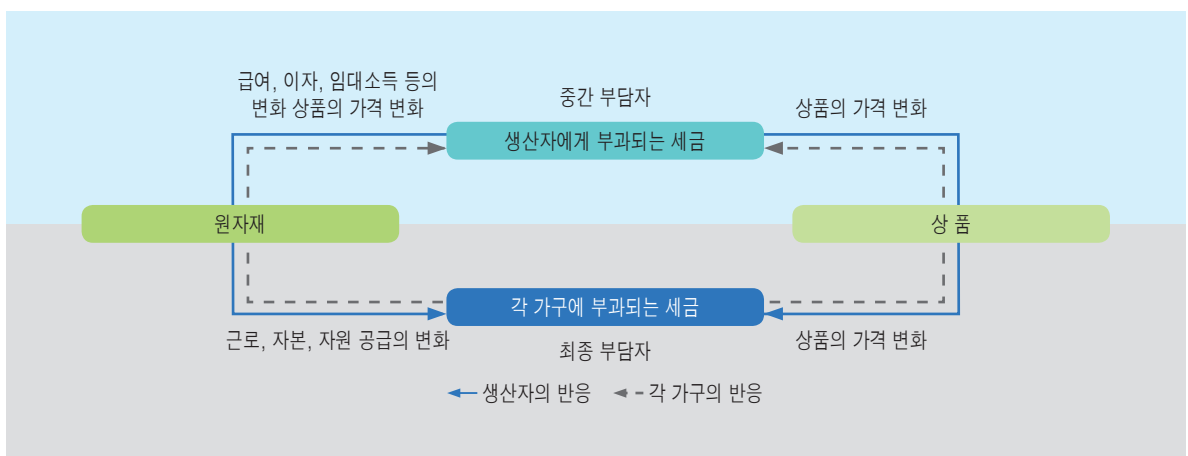 급여, 이자, 임대소득 등의
변화 상품의 가격 변화
중간 부담자
상품의 가격 변화
생산자에게 부과되는 세금
원자재
상 품
각 가구에 부과되는 세금
근로, 자본, 자원 공급의 변화
최종 부담자
상품의 가격 변화
생산자의 반응
각 가구의 반응